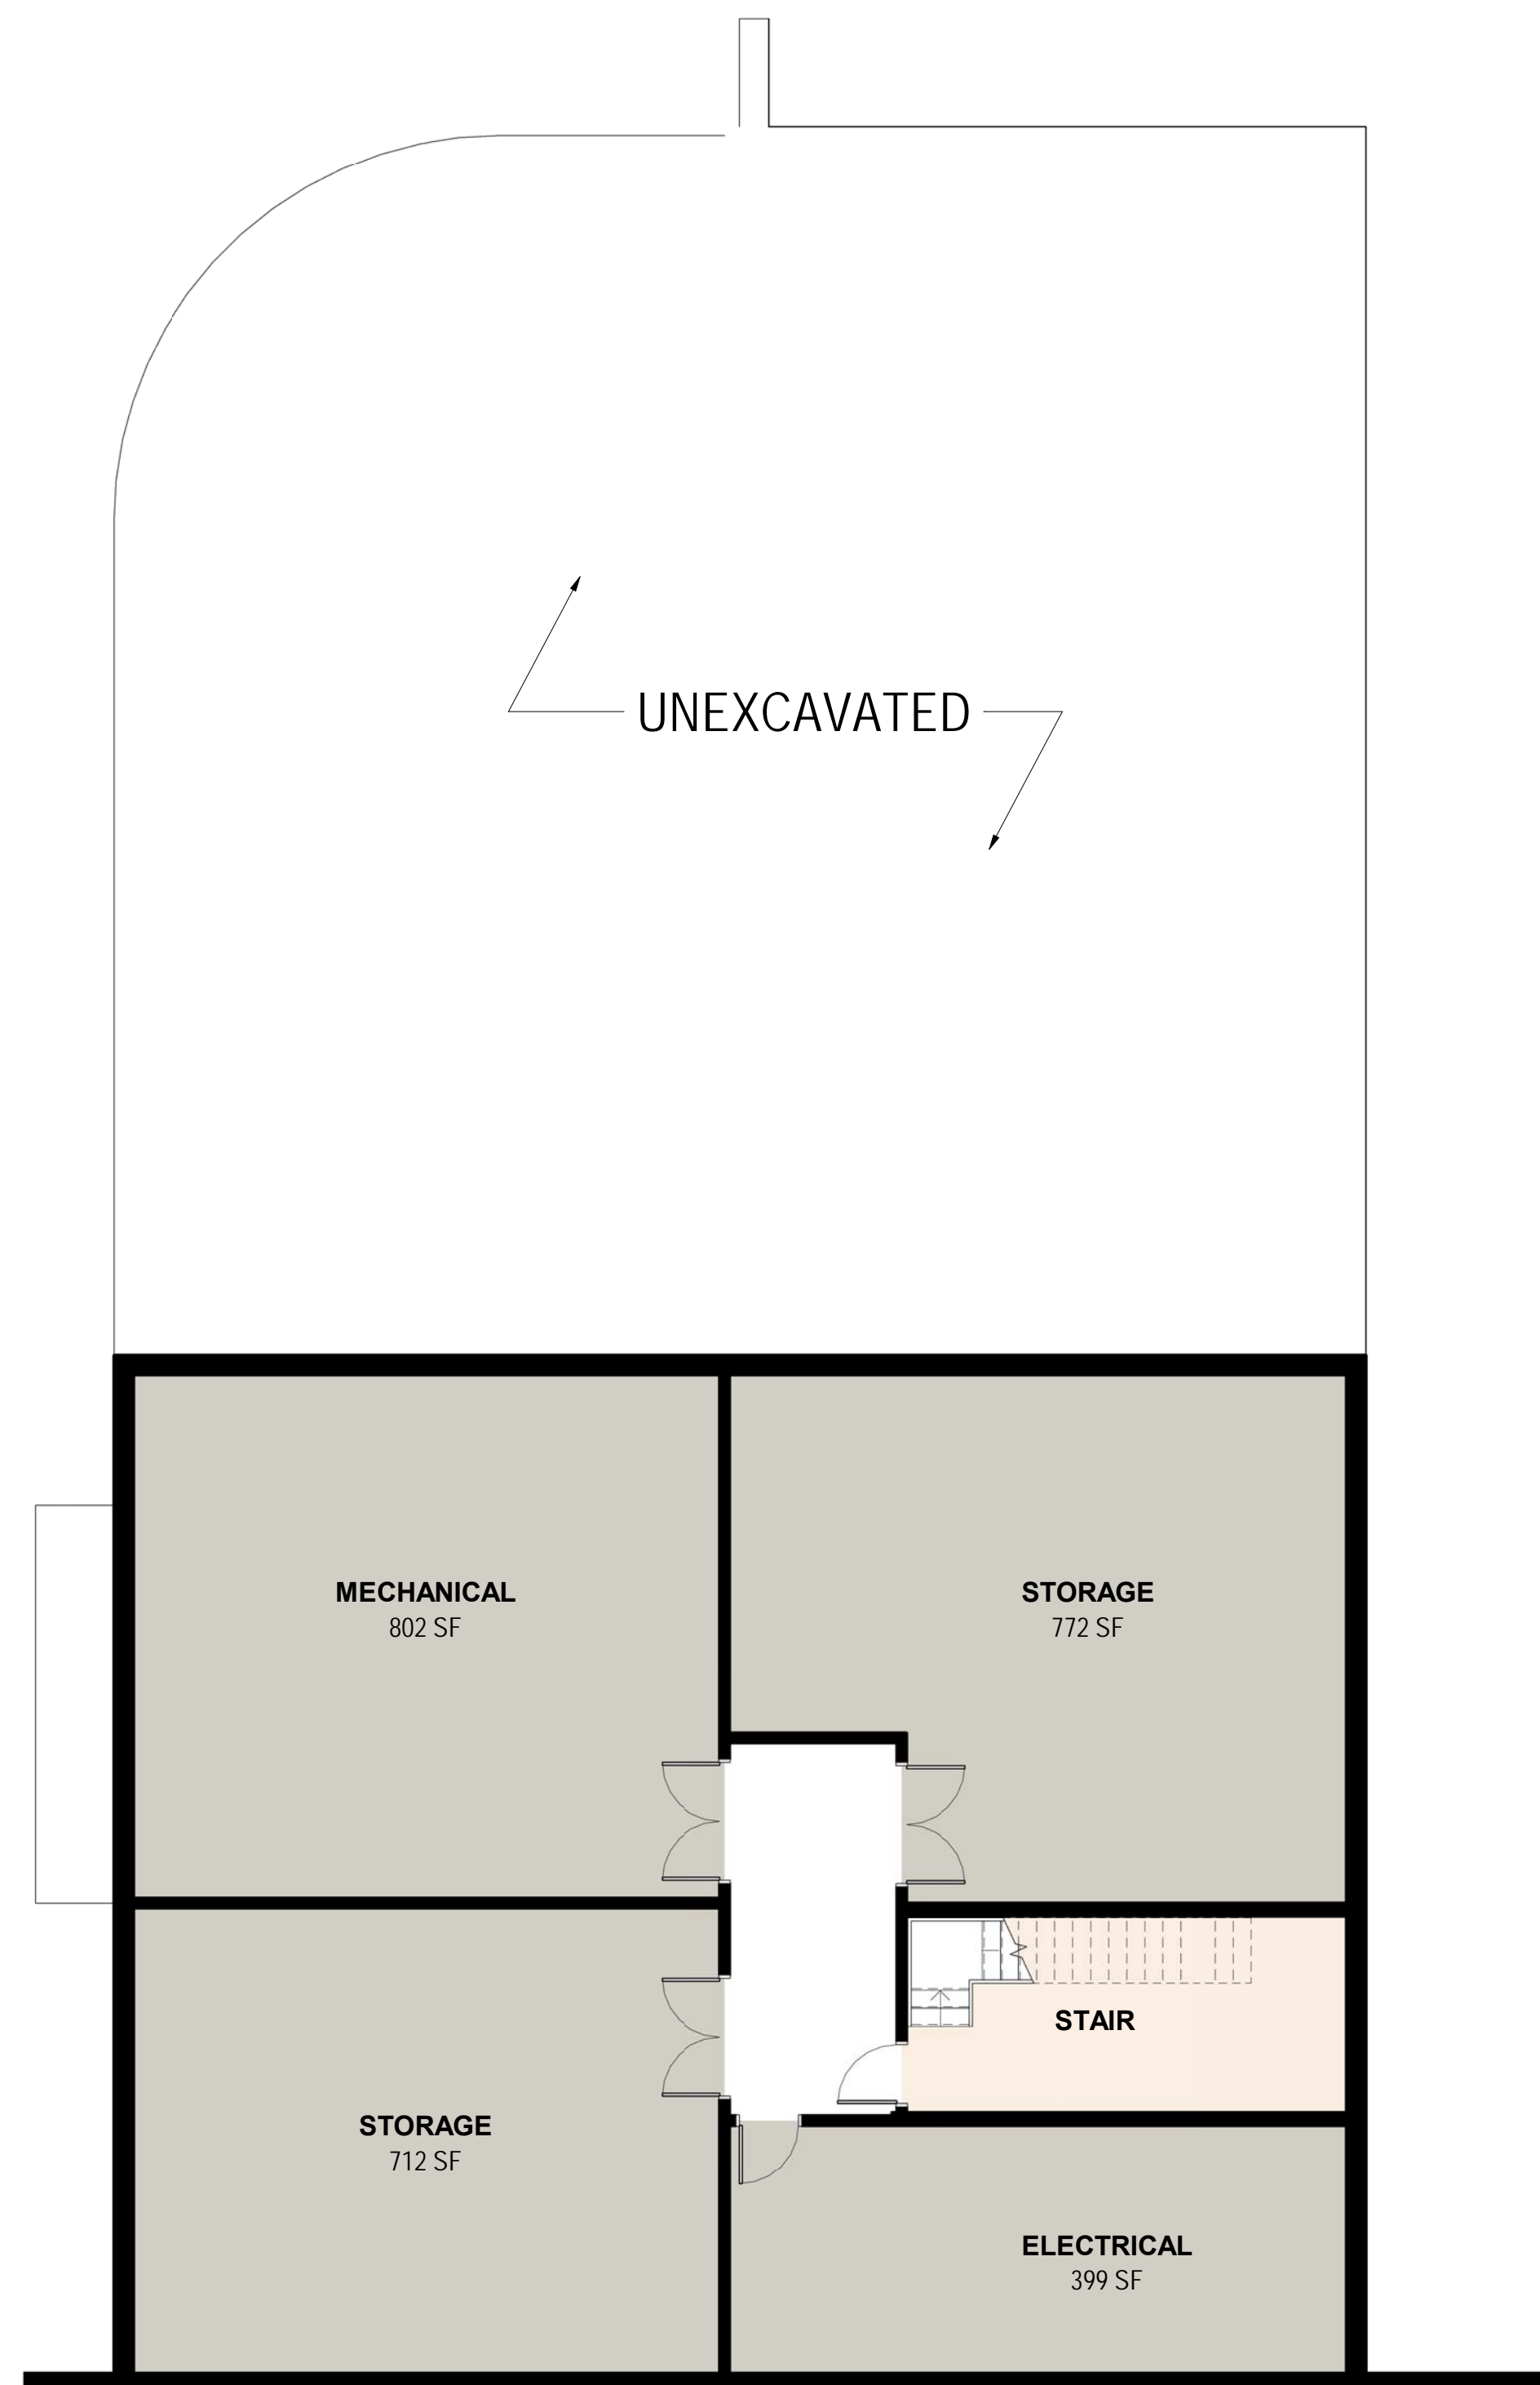 UNEXCAVATED
MECHANICAL
802 SF
STORAGE
772 SF
STAIR
STORAGE
712 SF
ELECTRICAL
399 SF